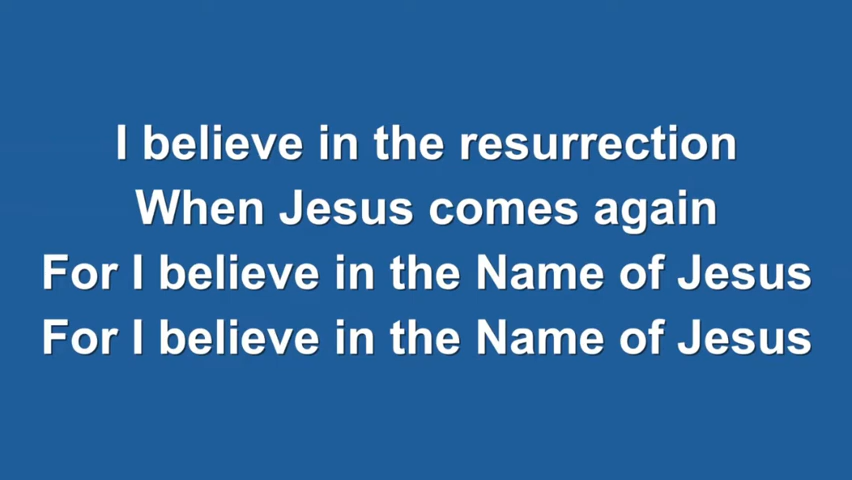 I believe in the resurrection
When Jesus comes again
For I believe in the Name of Jesus
For I believe in the Name of Jesus